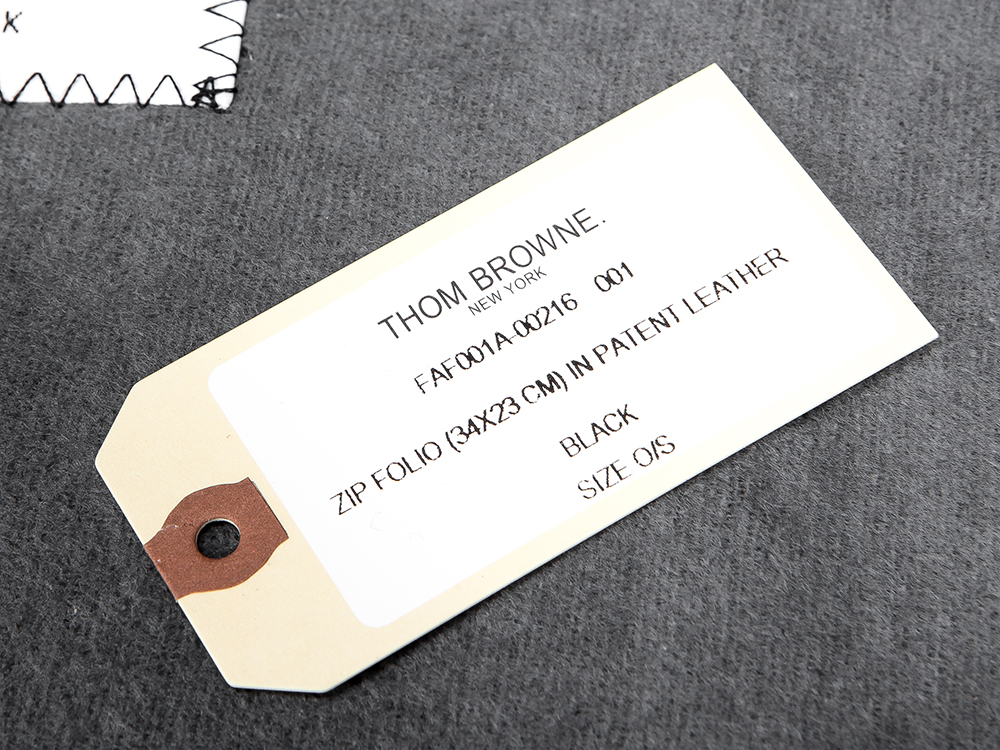 K
THOM BROWNE.
NEW YORK
FAF001A-00216 001
ZIP FOLIO (34X23 CM) IN PATENT LEATHER
BLACK
SIZE O/S